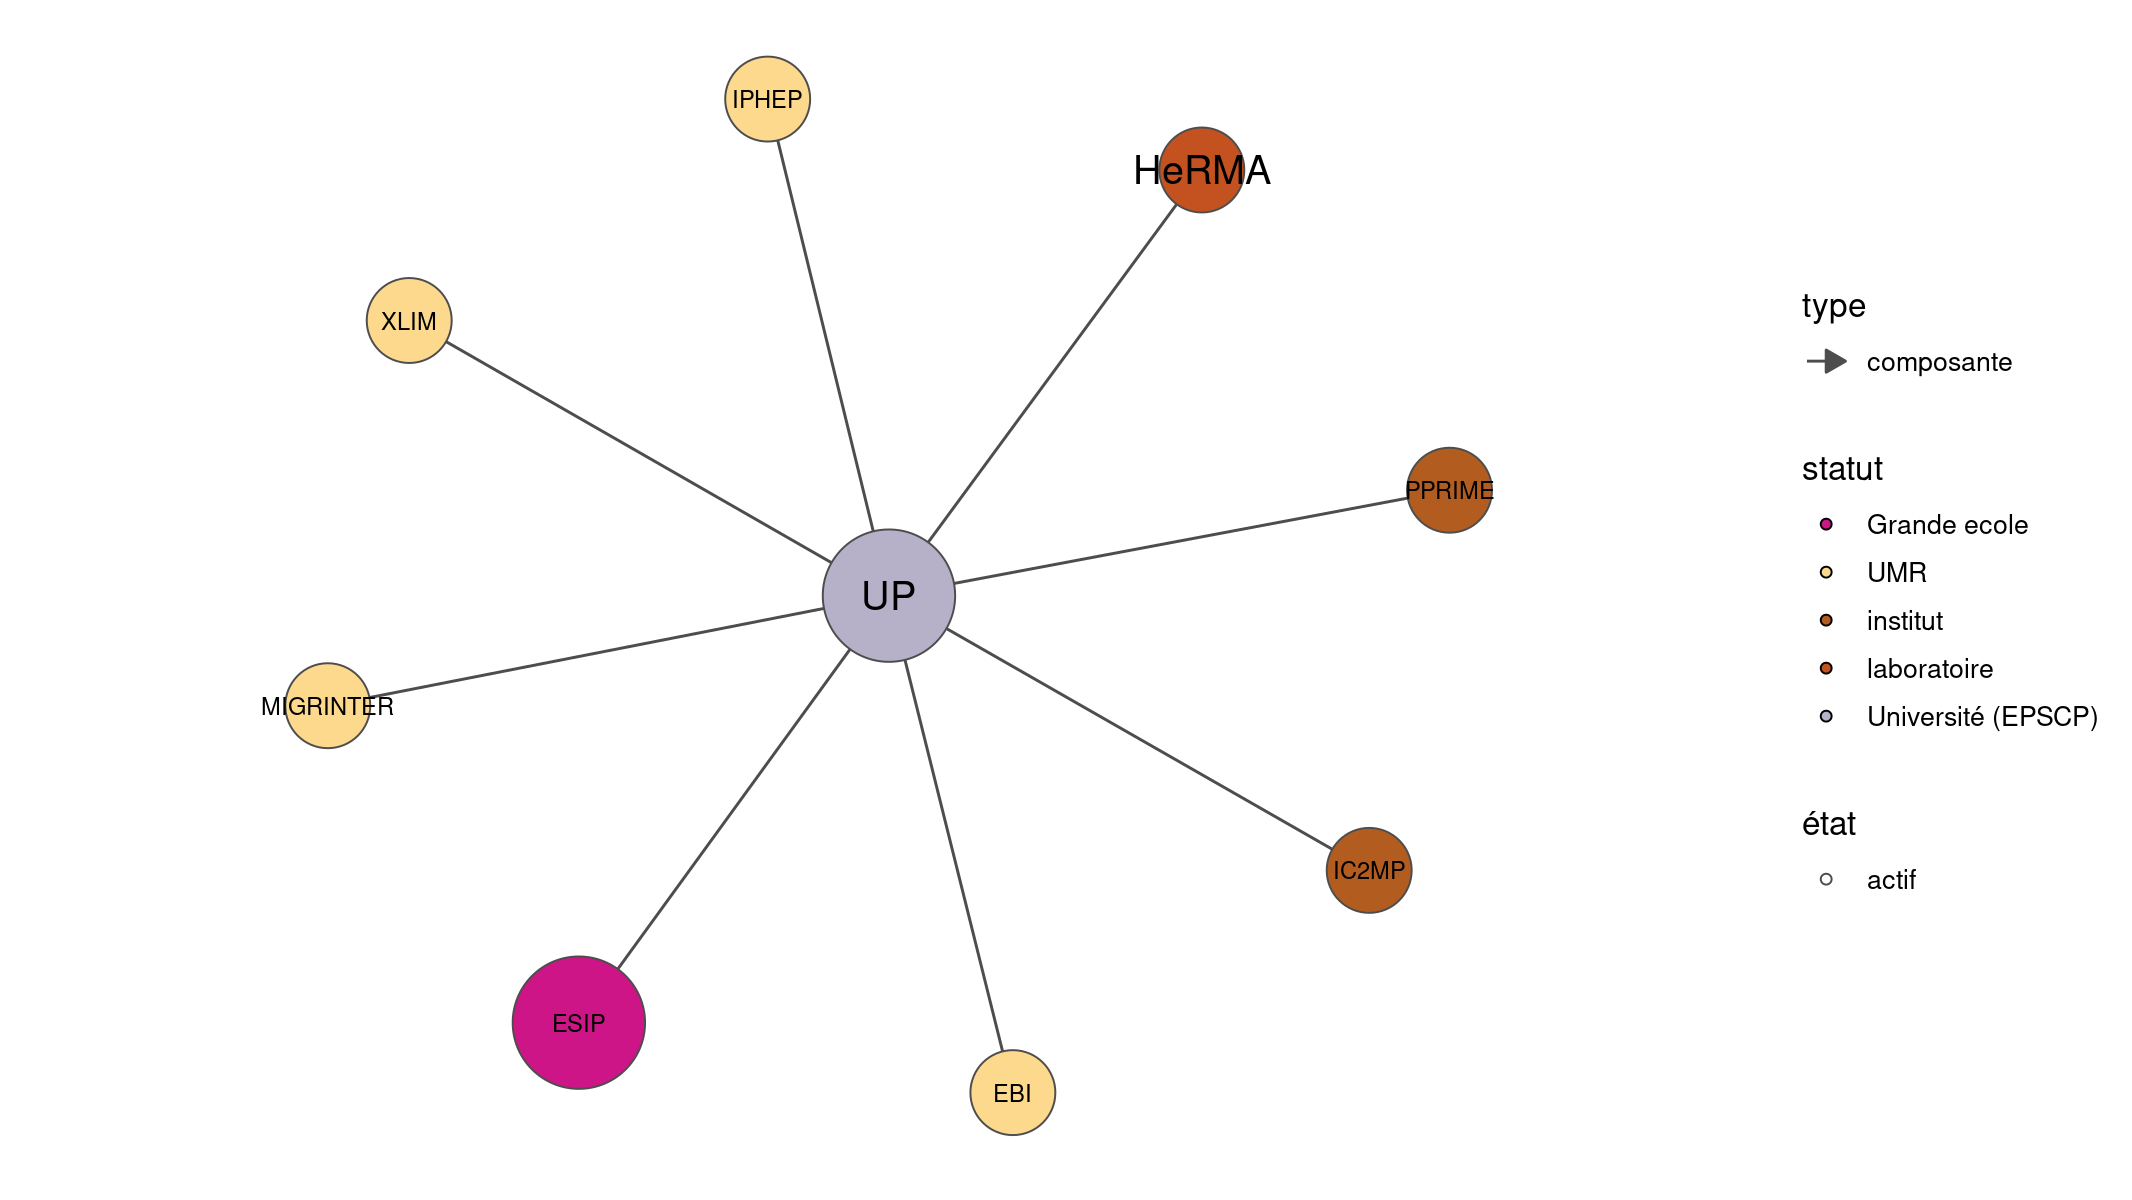 IPHEP
HeRMA
XLIM
PPRIME
UP
MIGRINTER
IC2MP
ESIP
EBI
type
composante
statut
Grande ecole
UMR
institut
laboratoire
Université (EPSCP)
état
actif